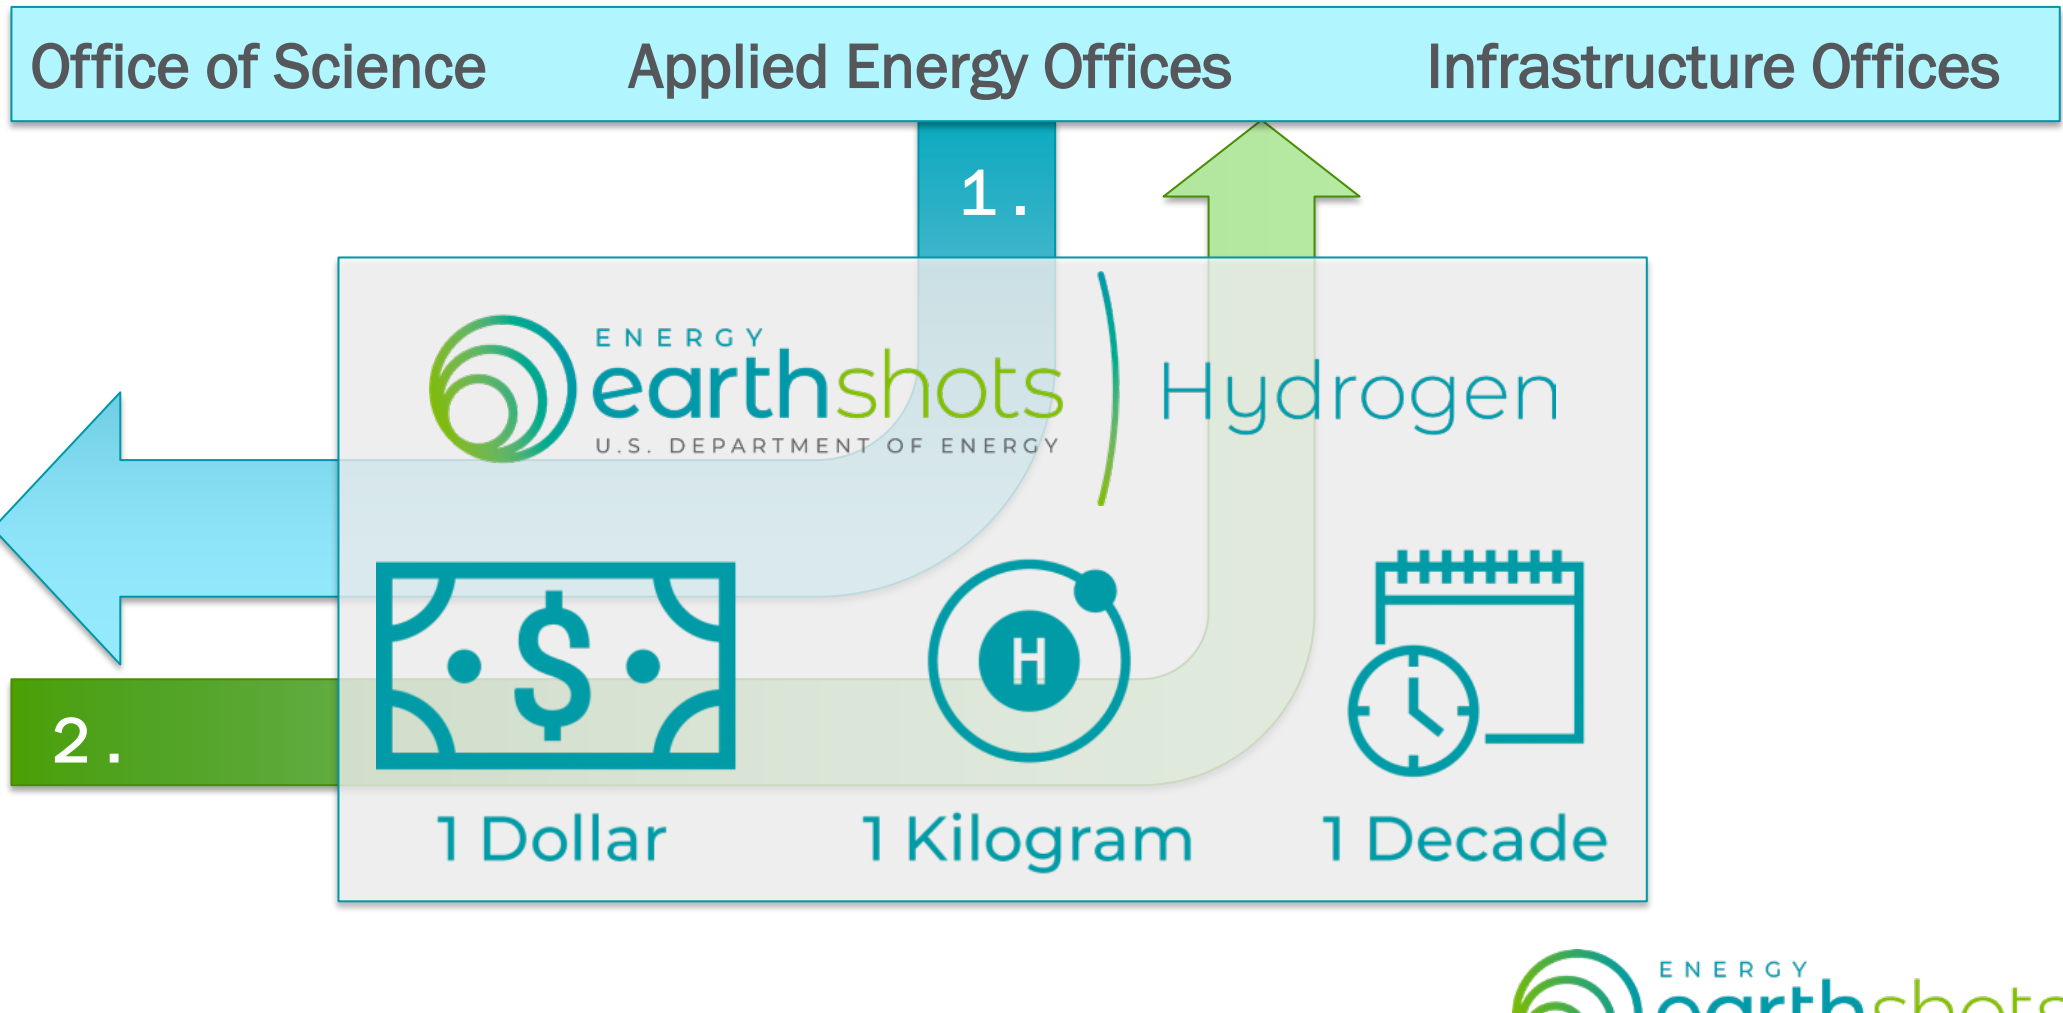 Office of Science Applied Energy Offices Infrastructure Offices
1.
ENERGY
earthshots
U.S. DEPARTMENT OF ENERGY
Hydrogen
$
H
2.
1 Dollar 1 Kilogram 1 Decade
ENERGY
earthshots